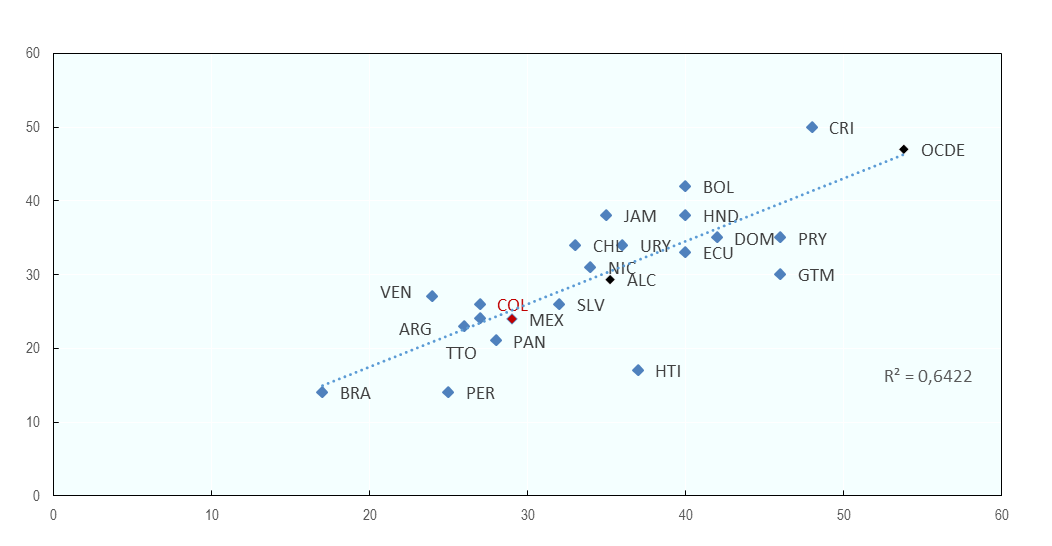 60
50
40
30
20
10
0
0
10
20
30
40
50
60
CRI
OCDE
BOL
JAM
HND
CHL
URY
DOM
PRY
ECU
NIC
ALC
GTM
VEN
COL
SLV
MEX
ARG
PAN
TTO
HTI
R² = 0,6422
BRA
PER